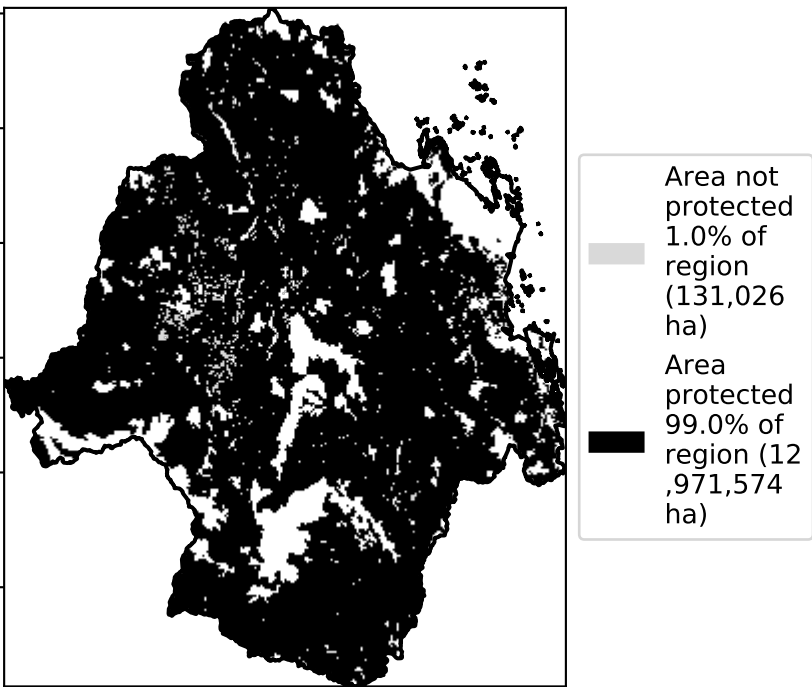 Area not
protected
1.0% of
region
(131,026
ha)
Area
protected
99.0% of
region (12
,971,574
ha)